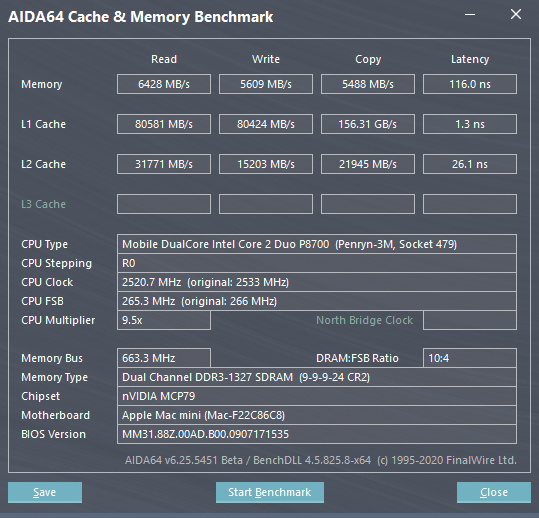 AIDA64 Cache & Memory Benchmark
Read Write Copy Latency
Memory 6428 MB/s 5609 MB/s 5488 MB/s 116.0 ns
L1 Cache 80581 MB/s 80424 MB/s 156.31 GB/s 1.3 ns
L2 Cache 31771 MB/s 15203 MB/s 21945 MB/s 26.1 ns
L3 Cache
CPU Type Mobile DualCore Intel Core 2 Duo P8700 (Penryn-3M, Socket 479)
CPU Stepping R0
CPU Clock 2520.7 MHz (original: 2533 MHz)
CPU FSB 265.3 MHz (original: 266 MHz)
CPU Multiplier 9.5x North Bridge Clock
Memory Bus 663.3 MHz DRAM:FSB Ratio 10:4
Memory Type Dual Channel DDR3-1327 SDRAM (9-9-9-24 CR2)
Chipset nVIDIA MCP79
Motherboard Apple Mac mini (Mac-F22C86C8)
BIOS Version MM31.88Z.00AD.B00.0907171535
AIDA64 v6.25.5451 Beta / BenchDLL 4.5.825.8-x64 (c) 1995-2020 FinalWire Ltd.
Save Start Benchmark Close